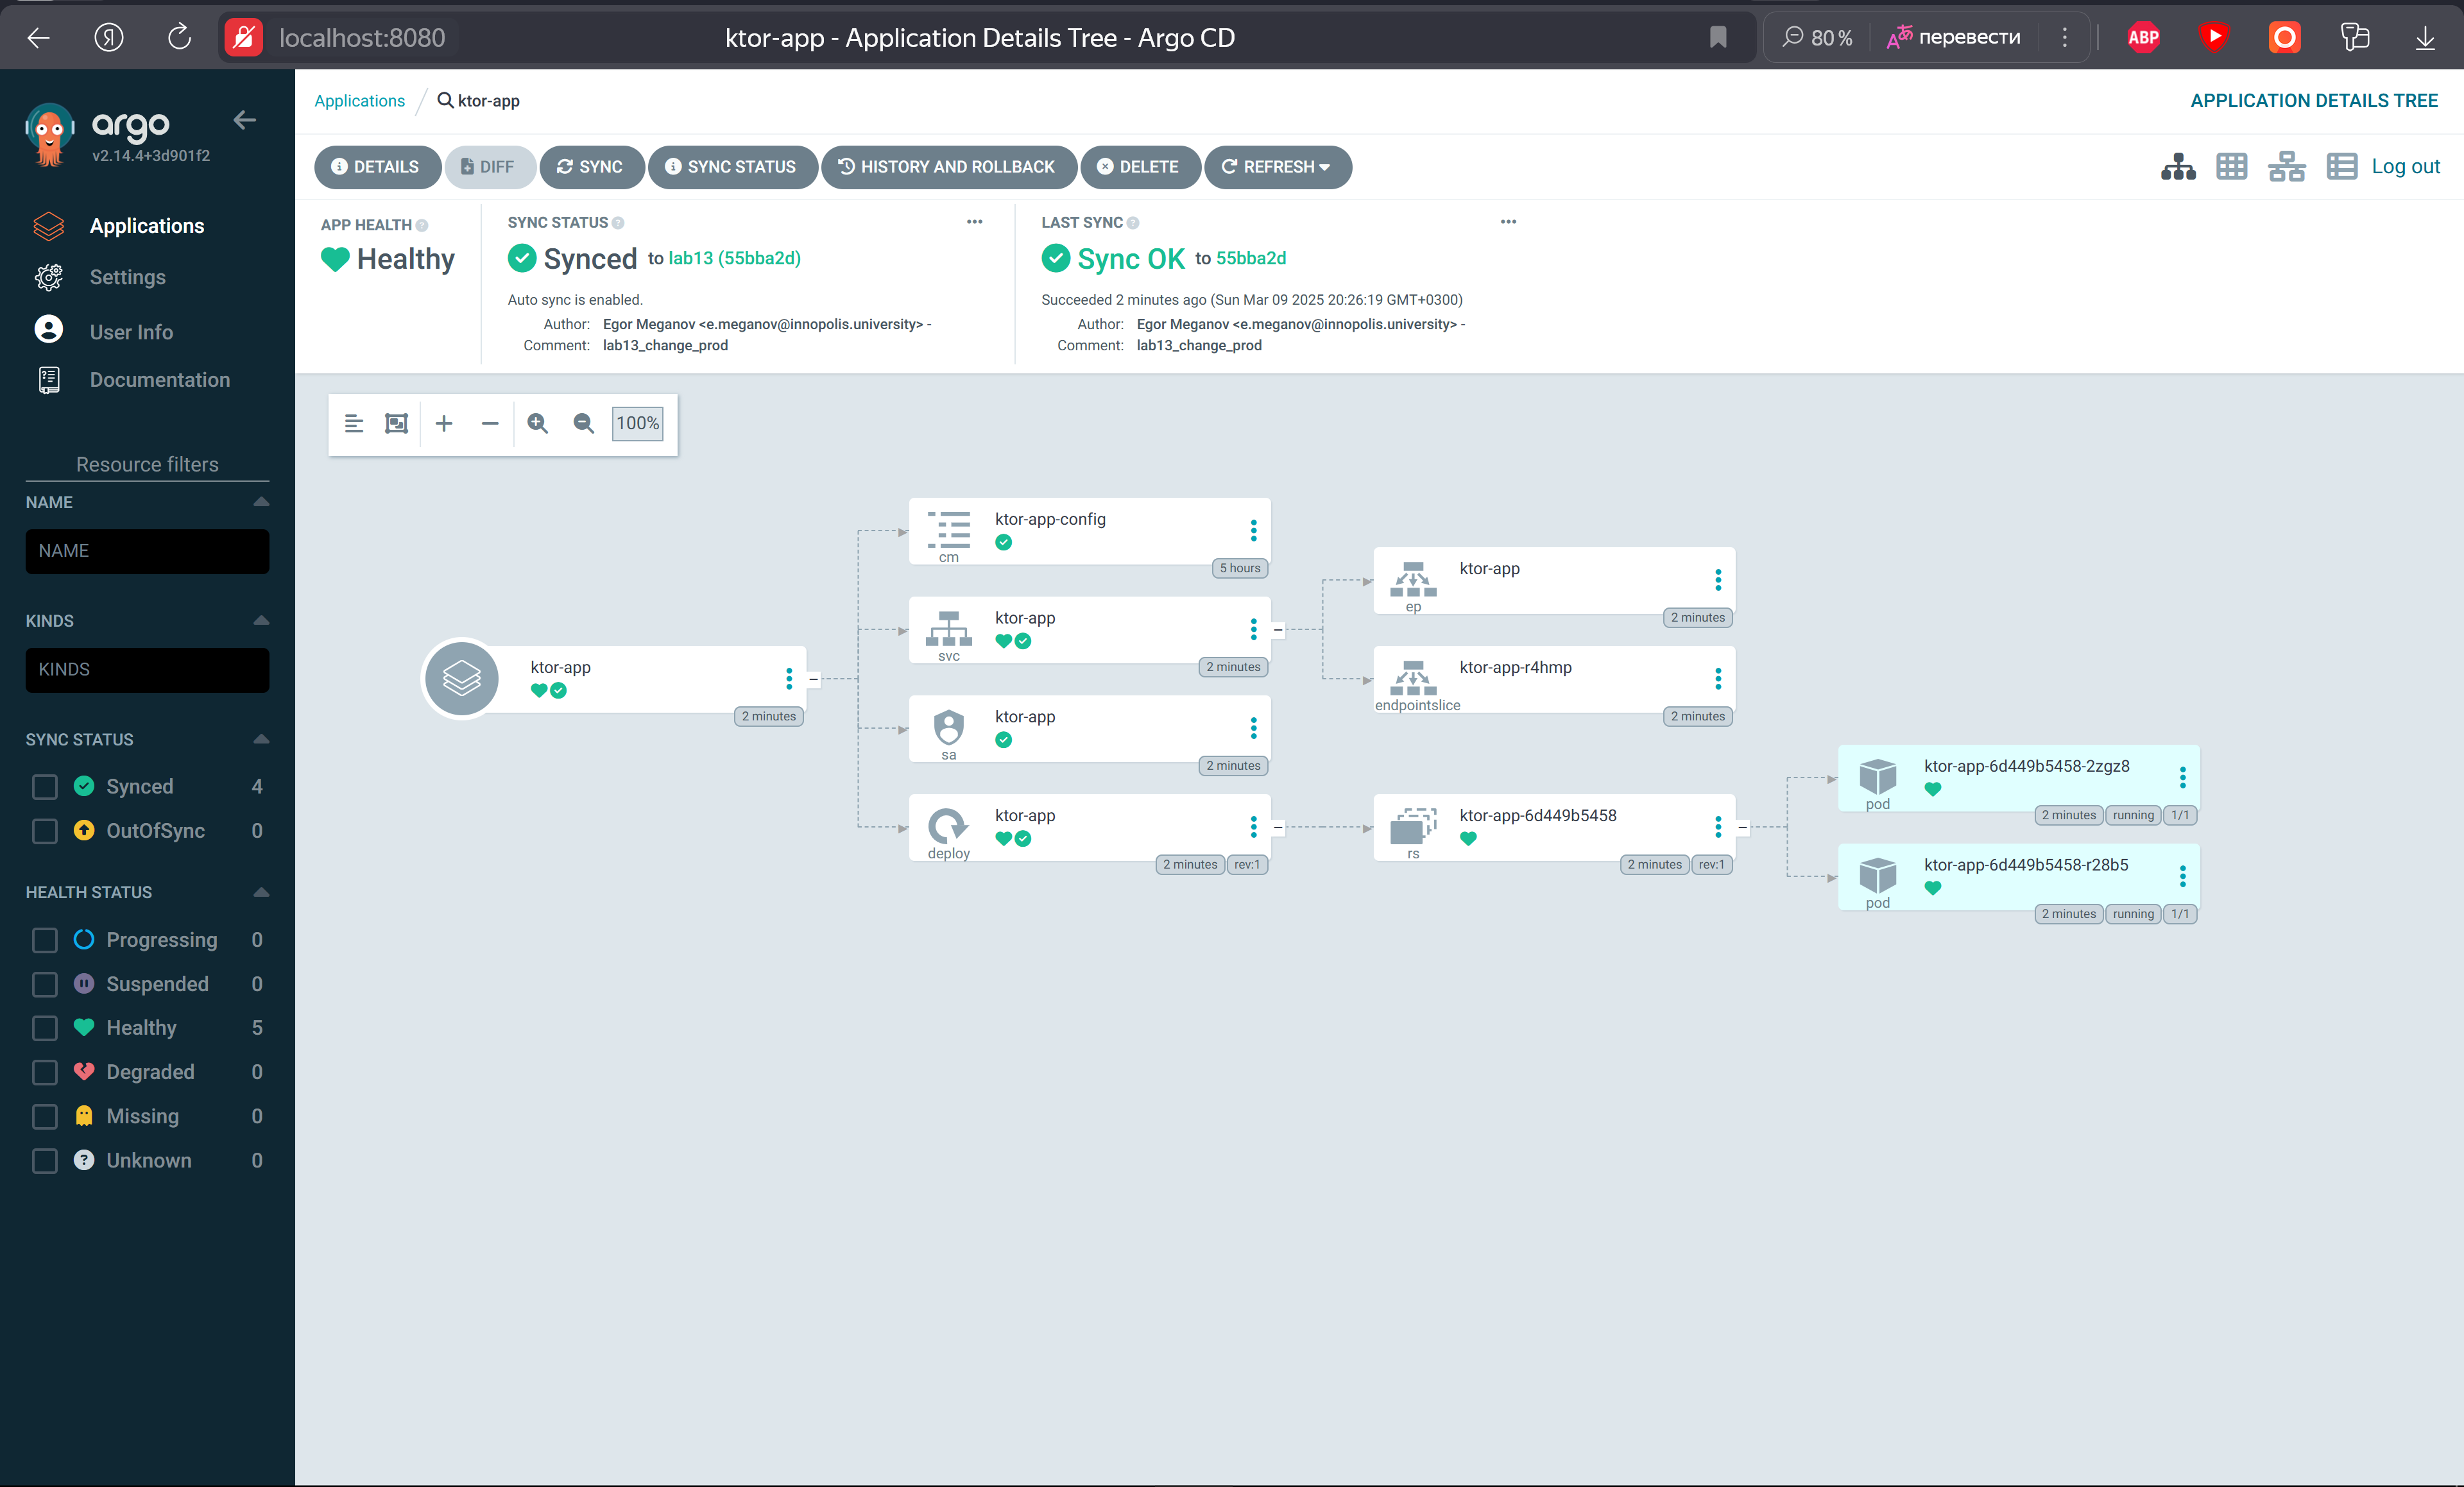 Я
localhost:8080
ktor-app - Application Details Tree - Argo CD
80 %
перевести
ABP
argo
v2.14.4+3d901f2
Applications
Settings
User Info
Documentation
Resource filters
NAME
NAME
KINDS
KINDS
SYNC STATUS
Synced 4
OutOfSync 0
HEALTH STATUS
Progressing 0
Suspended 0
Healthy 5
Degraded 0
Missing 0
Unknown 0
Applications / ktor-app
APPLICATION DETAILS TREE
DETAILS
DIFF
SYNC
SYNC STATUS
HISTORY AND ROLLBACK
DELETE
REFRESH
Log out
APP HEALTH
Healthy
SYNC STATUS
Synced to lab13 (55bba2d)
Auto sync is enabled.
Author: Egor Meganov <e.meganov@innopolis.university> -
Comment: lab13_change_prod
LAST SYNC
Sync OK to 55bba2d
Succeeded 2 minutes ago (Sun Mar 09 2025 20:26:19 GMT+0300)
Author: Egor Meganov <e.meganov@innopolis.university> -
Comment: lab13_change_prod
100%
ktor-app
2 minutes
ktor-app-config
cm
5 hours
ktor-app
svc
2 minutes
ktor-app
sa
2 minutes
ktor-app
deploy
2 minutes rev:1
ktor-app
ep
2 minutes
ktor-app-r4hmp
endpointslice
2 minutes
ktor-app-6d449b5458
rs
2 minutes rev:1
ktor-app-6d449b5458-2zgz8
pod
2 minutes running 1/1
ktor-app-6d449b5458-r28b5
pod
2 minutes running 1/1